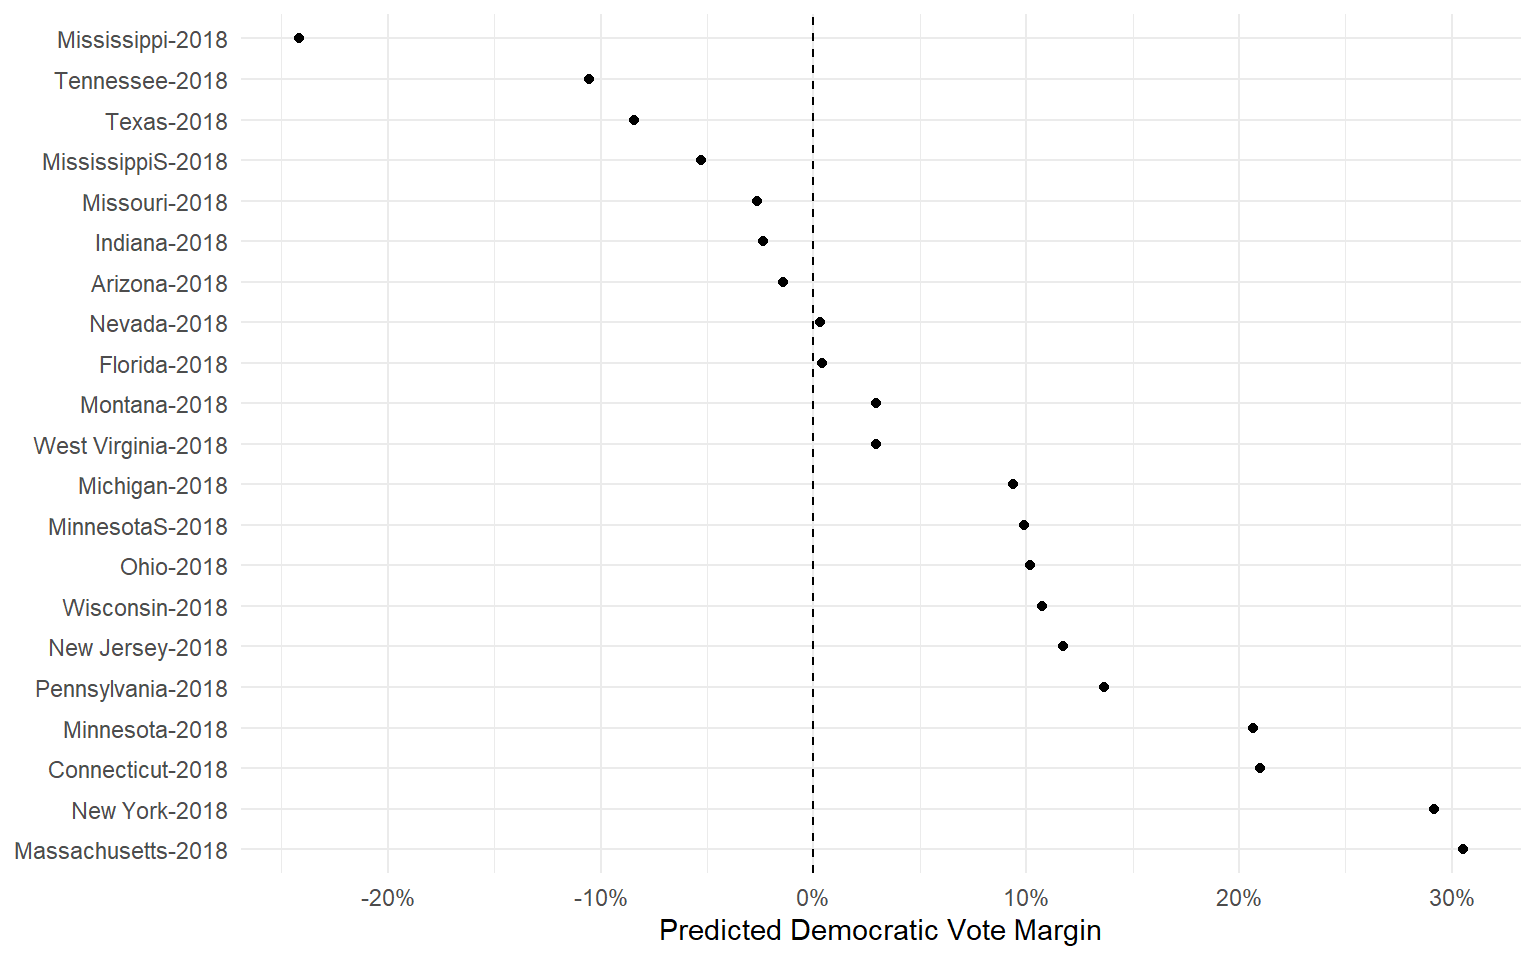 Mississippi-2018
Tennessee-2018
Texas-2018
MississippiS-2018
Missouri-2018
Indiana-2018
Arizona-2018
Nevada-2018
Florida-2018
Montana-2018
West Virginia-2018
Michigan-2018
MinnesotaS-2018
Ohio-2018
Wisconsin-2018
New Jersey-2018
Pennsylvania-2018
Minnesota-2018
Connecticut-2018
New York-2018
Massachusetts-2018
-20% -10% 0% 10% 20% 30%
Predicted Democratic Vote Margin